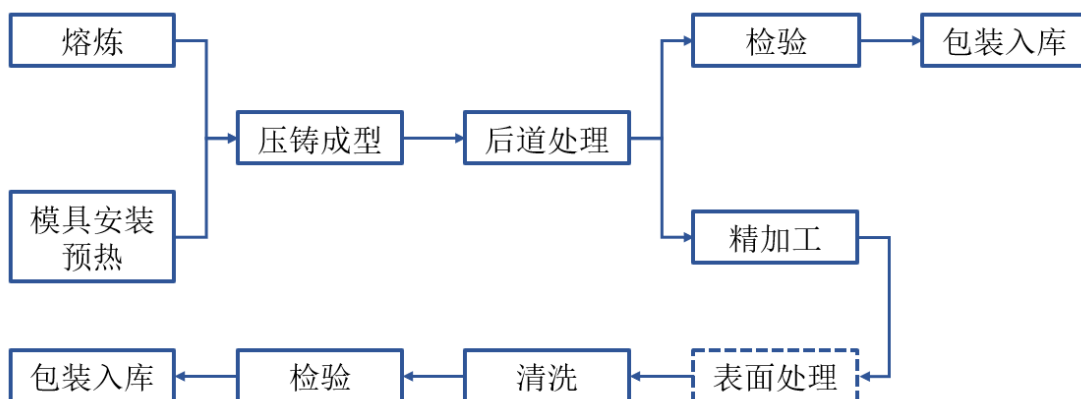 熔炼
检验
包装入库
压铸成型
后道处理
模具安装
预热
精加工
包装入库
检验
清洗
表面处理